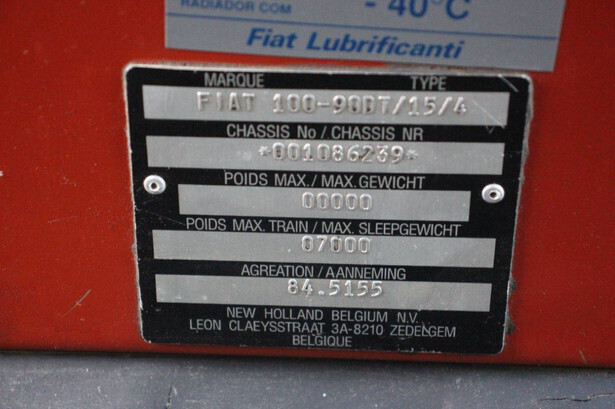 RADIADOR COM
- 40°C
Fiat Lubrificanti
MARQUE TYPE
FIAT 100-90DT/15/4
CHASSIS No / CHASSIS NR
*001086239*
POIDS MAX./MAX.GEWICHT
00000
POIDS MAX. TRAIN / MAX. SLEEPGEWICHT
07000
AGREATION / AANNEMING
84.5155
NEW HOLLAND BELGIUM N.V.
LEON CLAEYSSTRAAT 3A-8210 ZEDELGEM
BELGIQUE